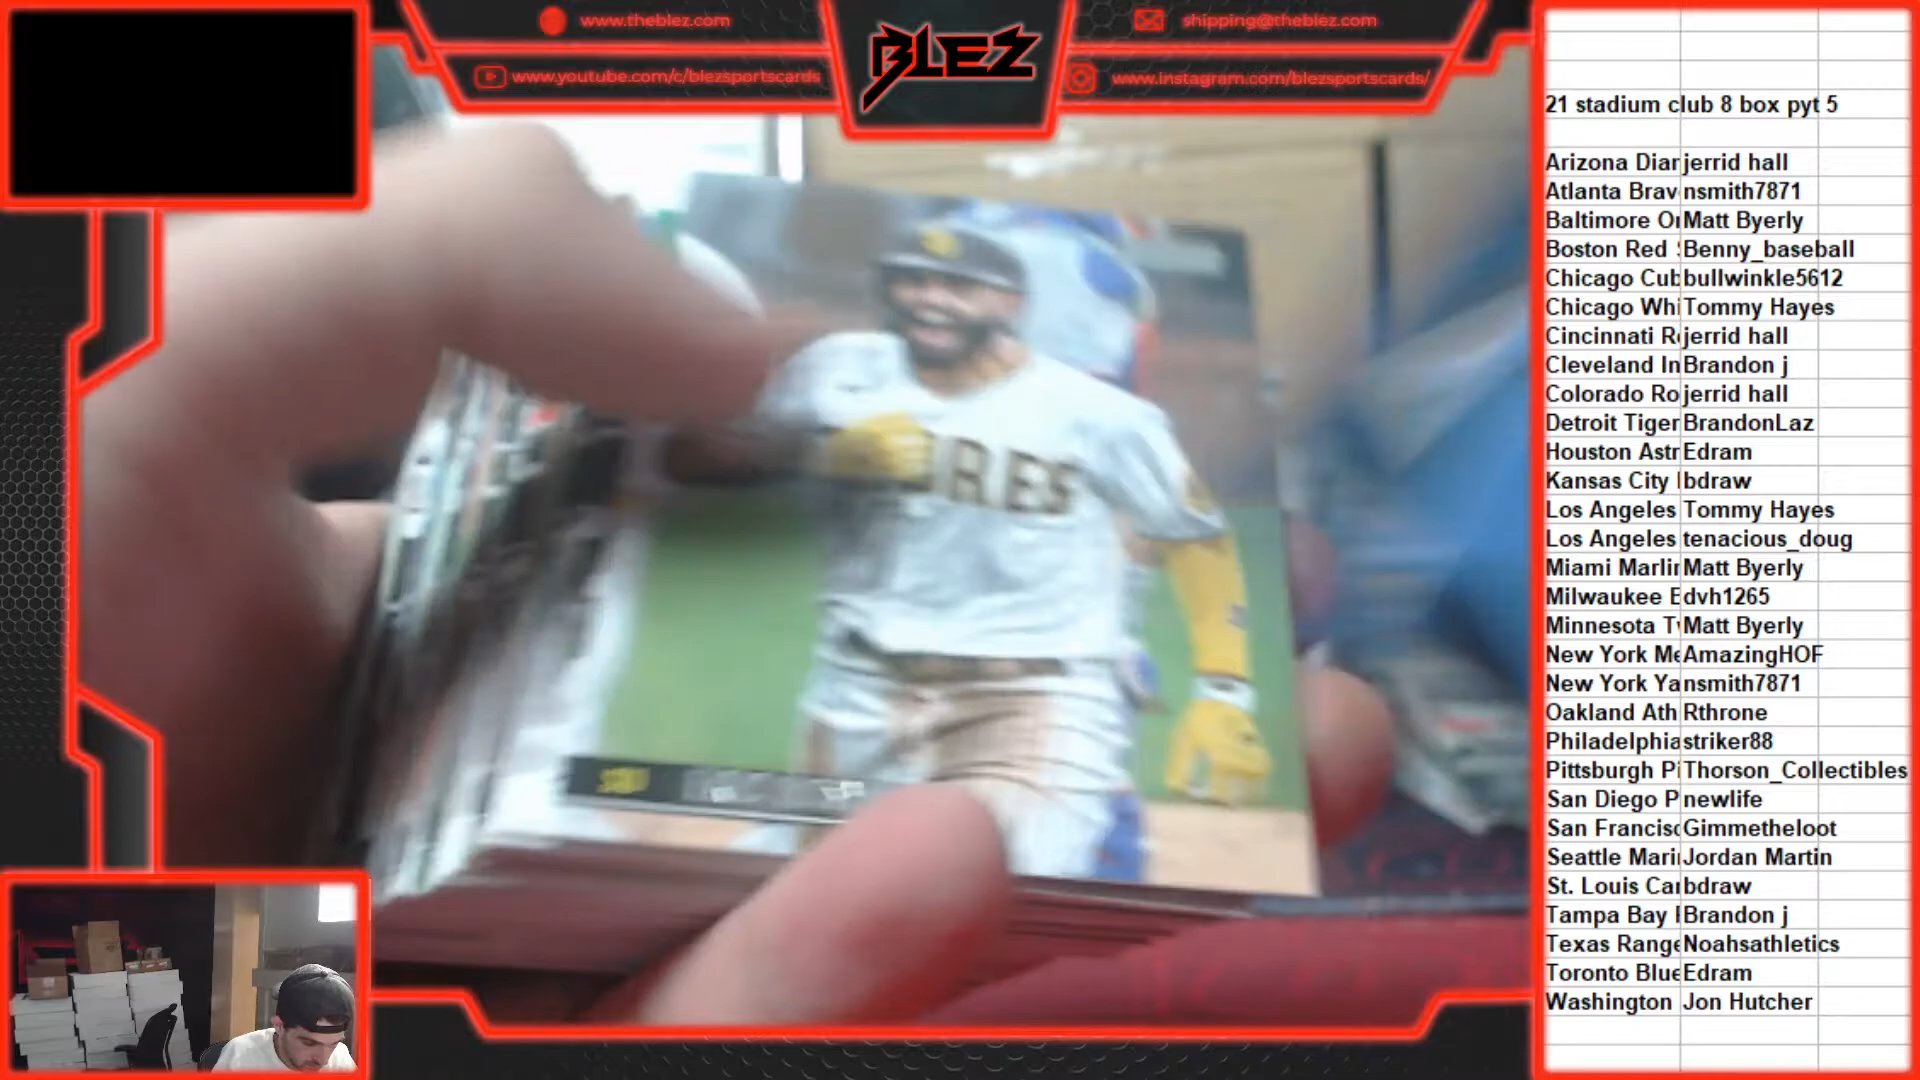 www.theblez.com
BLEZ
shipping@theblez.com
www.youtube.com/c/blezsportscards
www.instagram.com/blezsportscards/
21 stadium club 8 box pyt 5
Arizona Diar jerrid hall
Atlanta Brav nsmith7871
Baltimore O Matt Byerly
Boston Red Benny_baseball
Chicago Cub bullwinkle5612
Chicago Whi Tommy Hayes
Cincinnati R jerrid hall
Cleveland In Brandon j
Colorado Ro jerrid hall
Detroit Tiger BrandonLaz
Houston Astr Edram
Kansas City bdraw
Los Angeles Tommy Hayes
Los Angeles tenacious_doug
Miami Marlin Matt Byerly
Milwaukee B dvh1265
Minnesota T Matt Byerly
New York Me AmazingHOF
New York Ya nsmith7871
Oakland Ath Rthrone
Philadelphia striker88
Pittsburgh Pi Thorson_Collectibles
San Diego P newlife
San Francisc Gimmetheloot
Seattle Mari Jordan Martin
St. Louis Car bdraw
Tampa Bay Brandon j
Texas Range Noahsathletics
Toronto Blue Edram
Washington Jon Hutcher
DRES